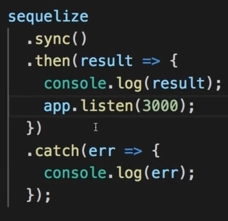 sequelize
  .sync()
  .then(result => {
    console.log(result);
    app.listen(3000);
  })
  .catch(err => {
    console.log(err);
  });